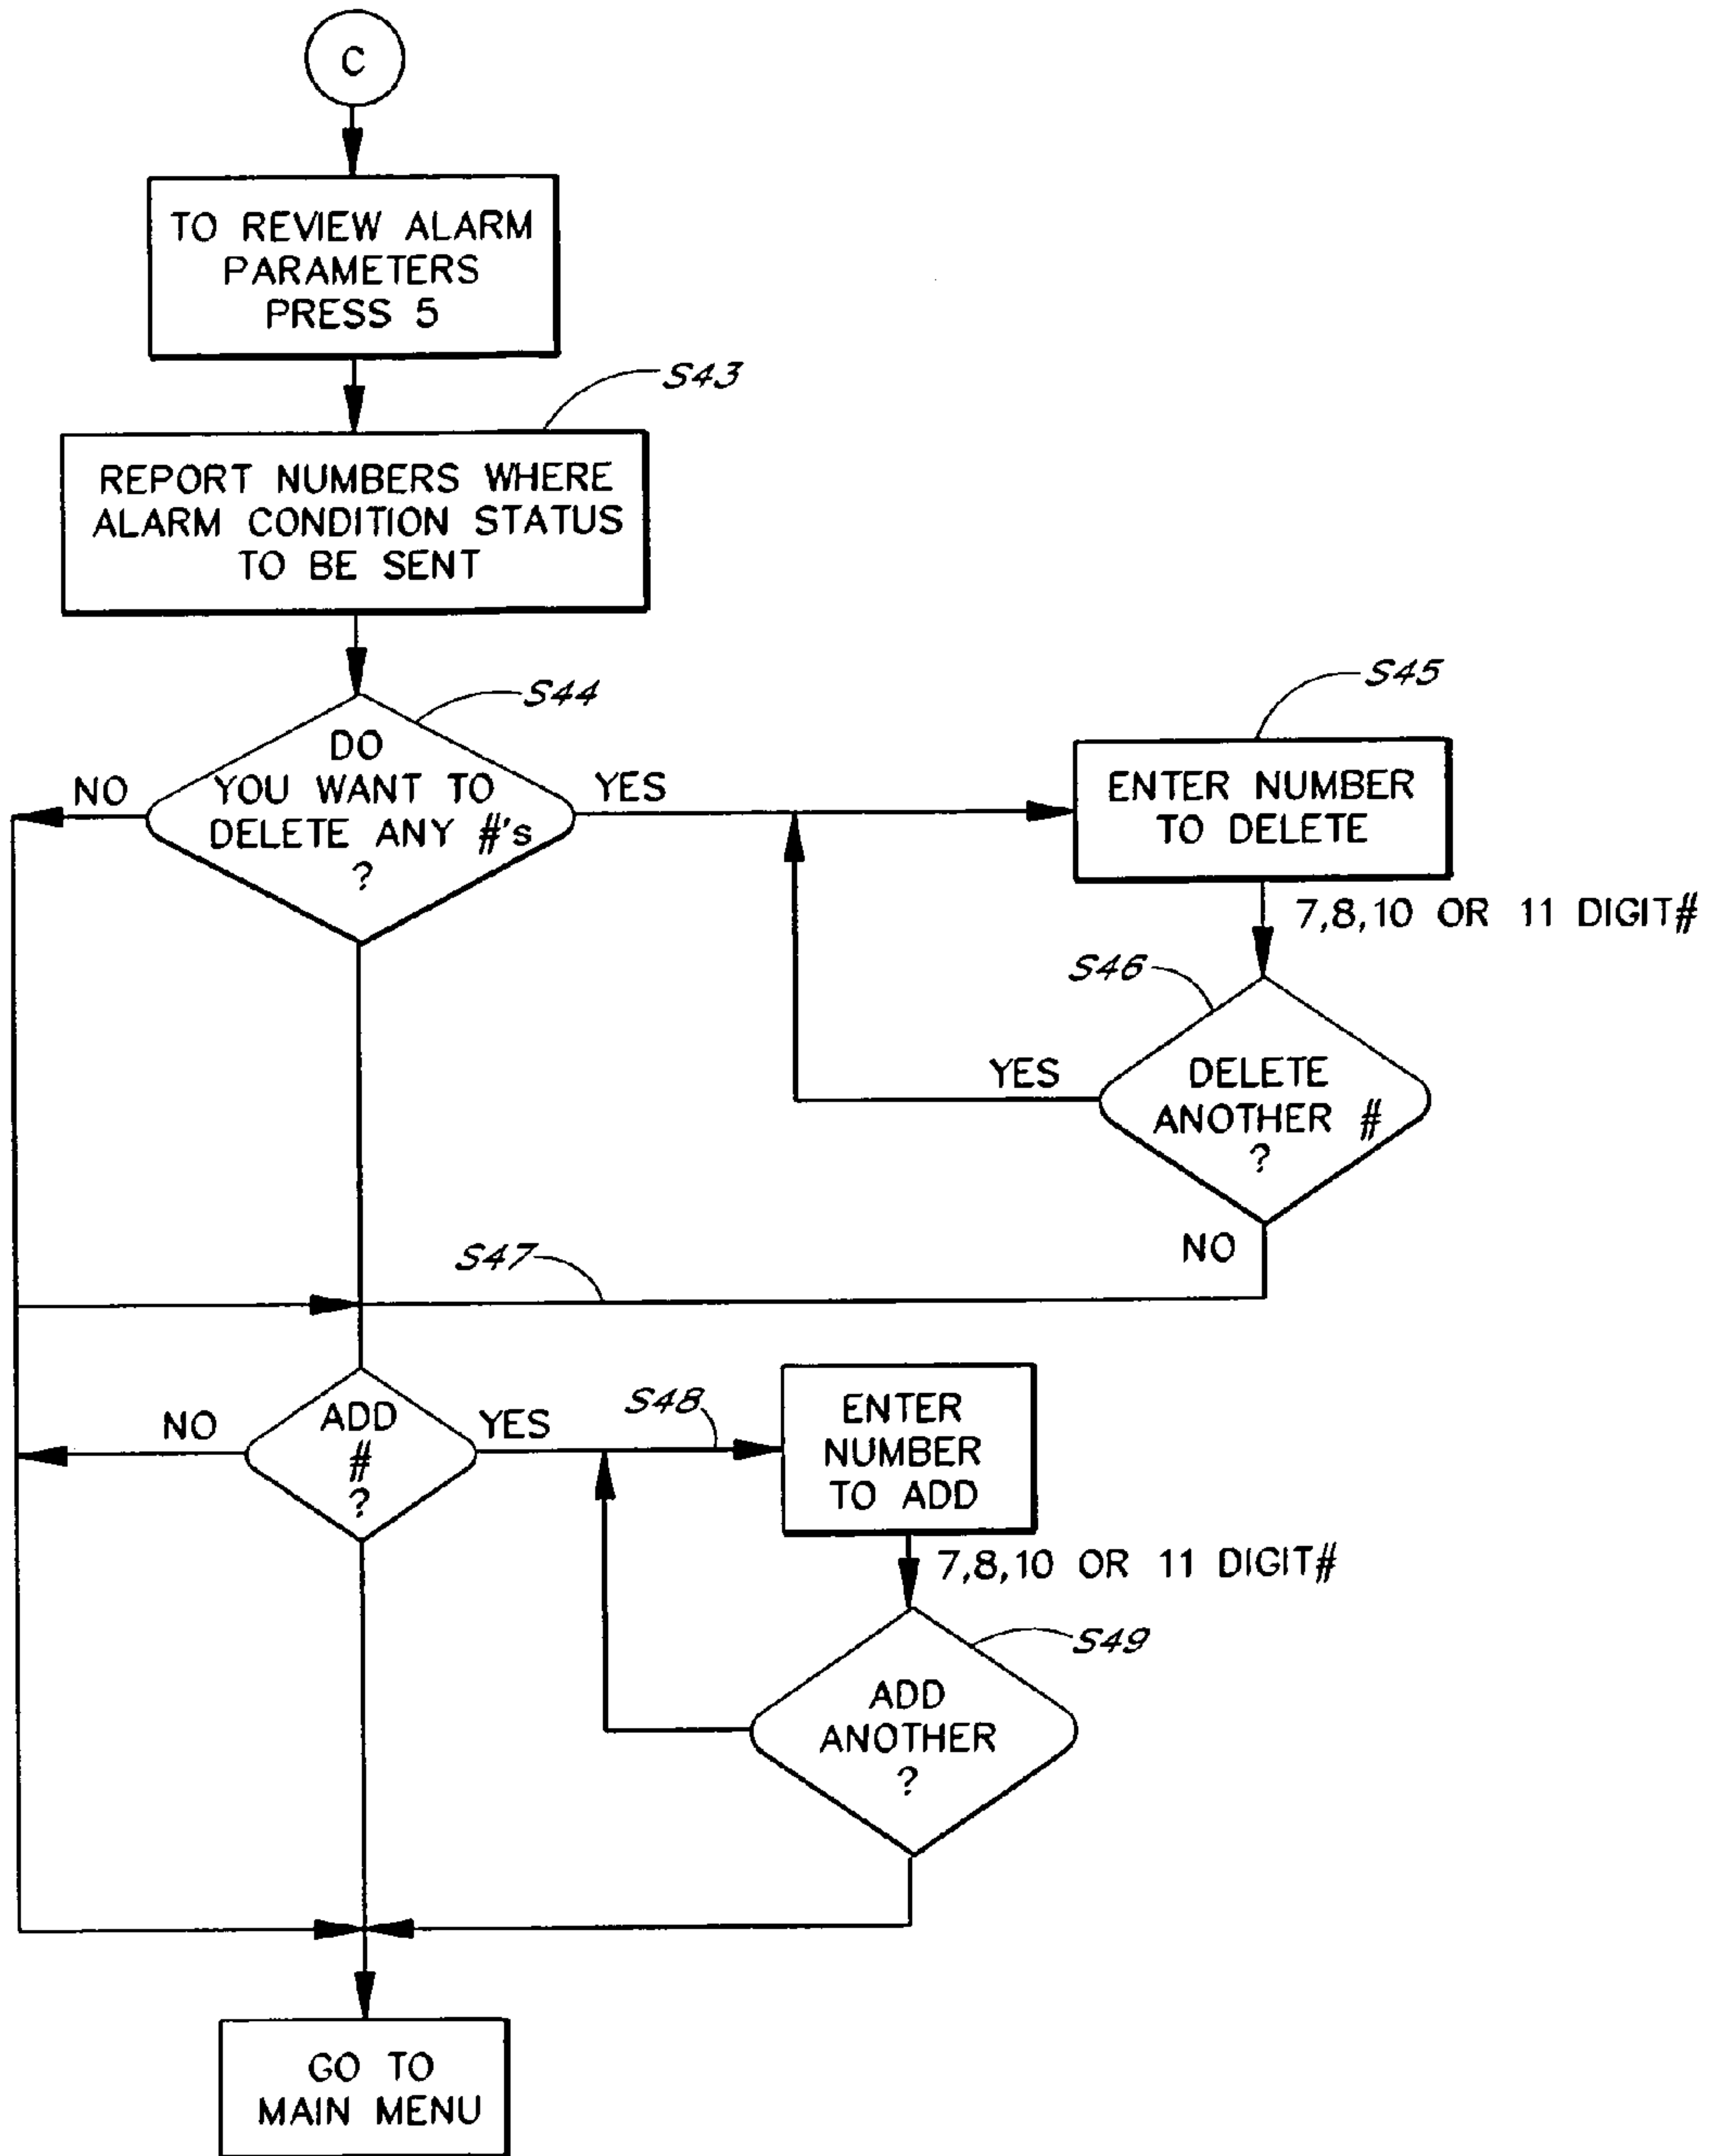 C
TO REVIEW ALARM
PARAMETERS
PRESS 5
S43
REPORT NUMBERS WHERE
ALARM CONDITION STATUS
TO BE SENT
S44
DO
YOU WANT TO
DELETE ANY #'s
?
NO
YES
S45
ENTER NUMBER
TO DELETE
7,8,10 OR 11 DIGIT#
S46
DELETE
ANOTHER #
?
YES
NO
S47
ADD
#
?
NO
YES
S48
ENTER
NUMBER
TO ADD
7,8,10 OR 11 DIGIT#
S49
ADD
ANOTHER
?
GO TO
MAIN MENU